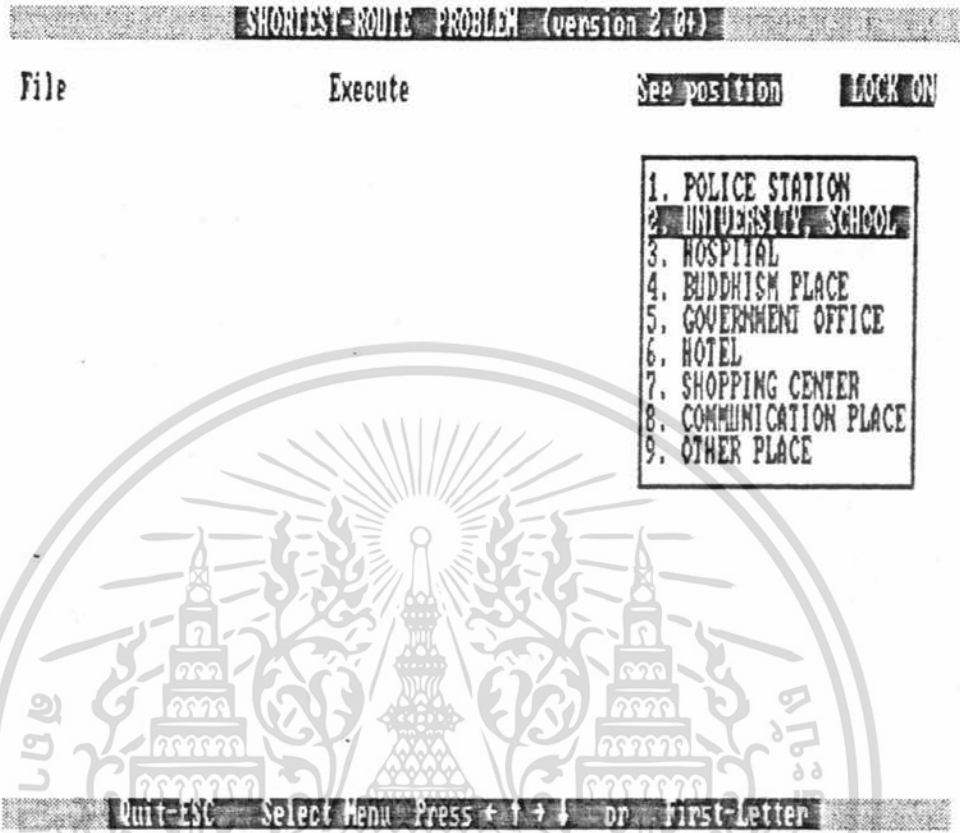 SHORTEST-ROUTE PROBLEM (version 2.0+)
File Execute See position LOCK ON
1. POLICE STATION
2. UNIVERSITY, SCHOOL
3. HOSPITAL
4. BUDDHISM PLACE
5. GOVERNMENT OFFICE
6. HOTEL
7. SHOPPING CENTER
8. COMMUNICATION PLACE
9. OTHER PLACE
Quit-ESC Select Menu Press ← ↑ → ↓ or First-Letter